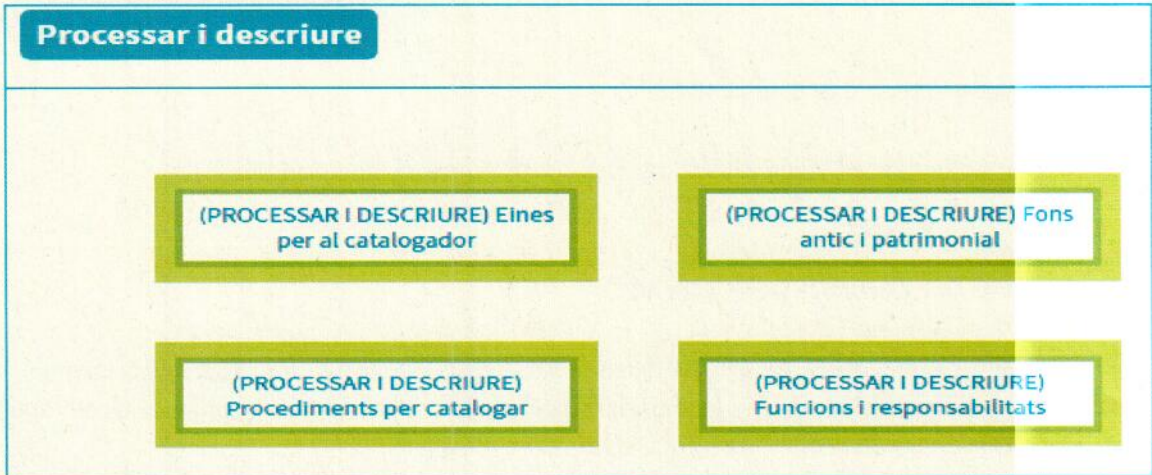 Processar i descriure
(PROCESSAR I DESCRIURE) Eines
per al catalogador
(PROCESSAR I DESCRIURE) Fons
antic i patrimonial
(PROCESSAR I DESCRIURE)
Procediments per catalogar
(PROCESSAR I DESCRIURE)
Funcions i responsabilitats